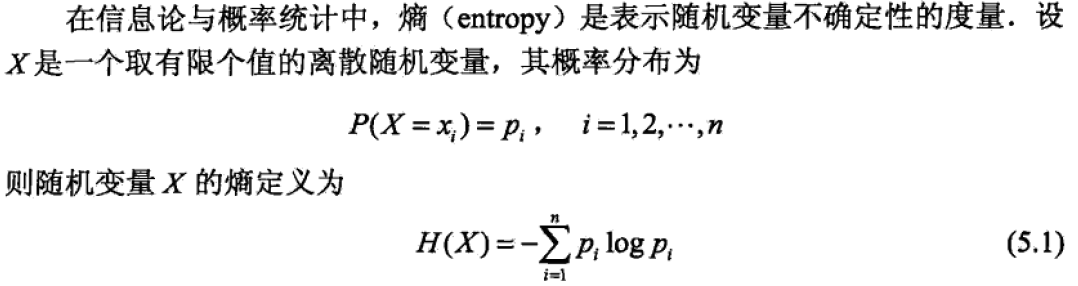 在信息论与概率统计中，熵（entropy）是表示随机变量不确定性的度量．设
X是一个取有限个值的离散随机变量，其概率分布为
P(X = x_i) = p_i ， i = 1,2,⋯,n
则随机变量 X 的熵定义为
H(X) = -∑_{i=1}^{n} p_i log p_i (5.1)